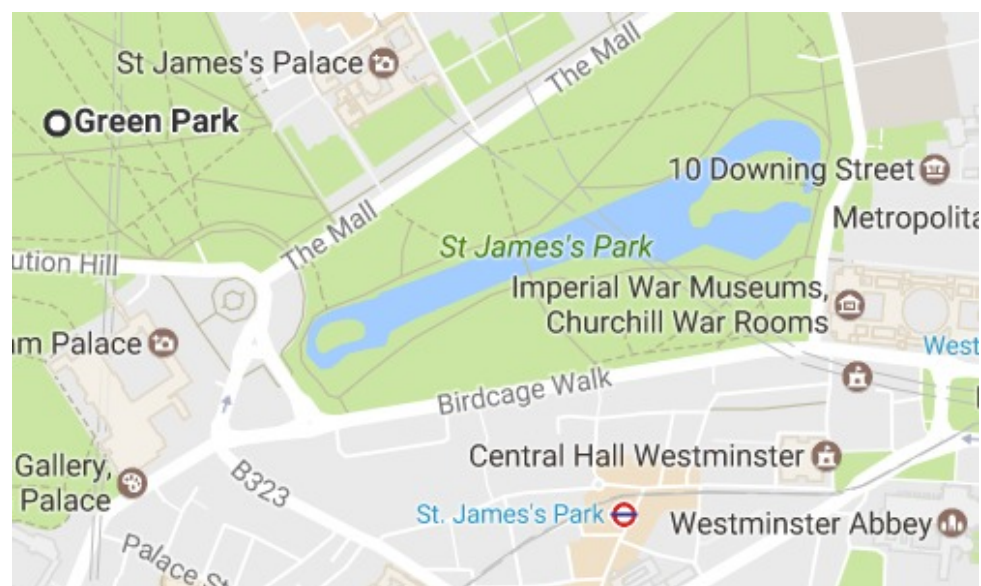 St James's Palace
The Mall
Green Park
10 Downing Street
The Mall
Metropolita
St James's Park
ution Hill
Imperial War Museums,
Churchill War Rooms
m Palace
West
Birdcage Walk
Central Hall Westminster
Gallery,
Palace
B323
St. James's Park
Westminster Abbey
Palace St